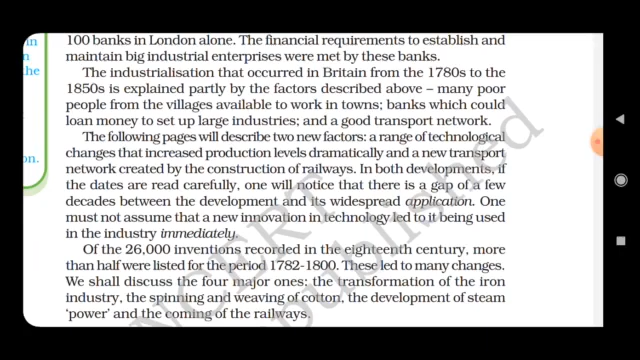 in
n
the
on.
100 banks in London alone. The financial requirements to establish and
maintain big industrial enterprises were met by these banks.
The industrialisation that occurred in Britain from the 1780s to the
1850s is explained partly by the factors described above – many poor
people from the villages available to work in towns; banks which could
loan money to set up large industries; and a good transport network.
The following pages will describe two new factors: a range of technological
changes that increased production levels dramatically and a new transport
network created by the construction of railways. In both developments, if
the dates are read carefully, one will notice that there is a gap of a few
decades between the development and its widespread application. One
must not assume that a new innovation in technology led to it being used
in the industry immediately.
Of the 26,000 inventions recorded in the eighteenth century, more
than half were listed for the period 1782-1800. These led to many changes.
We shall discuss the four major ones: the transformation of the iron
industry, the spinning and weaving of cotton, the development of steam
‘power’ and the coming of the railways.
NCERT
published